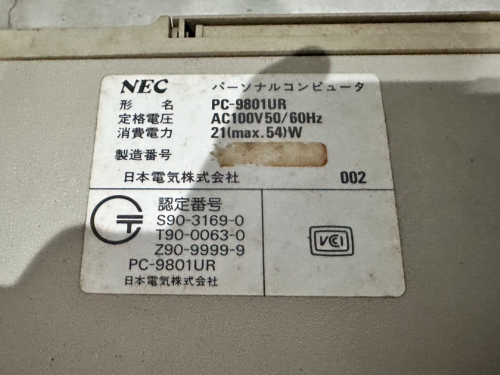 NEC パーソナルコンピュータ
形名 PC-9801UR
定格電圧 AC100V50/60Hz
消費電力 21(max.54)W
製造番号
日本電気株式会社 002
認定番号
S90-3169-0
T90-0063-0
Z90-9999-9
PC-9801UR
日本電気株式会社
VCI